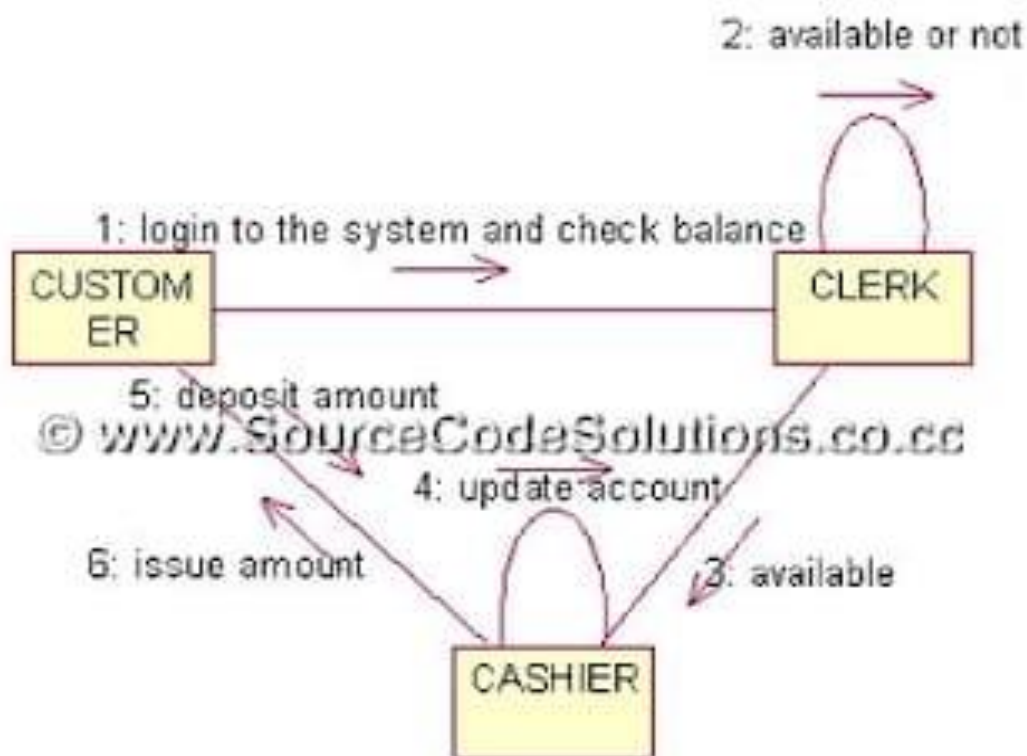 2: available or not
1: login to the system and check balance
CUSTOM
ER
CLERK
5: deposit amount
© www.SourceCodeSolutions.co.cc
4: update account
6: issue amount
3: available
CASHIER